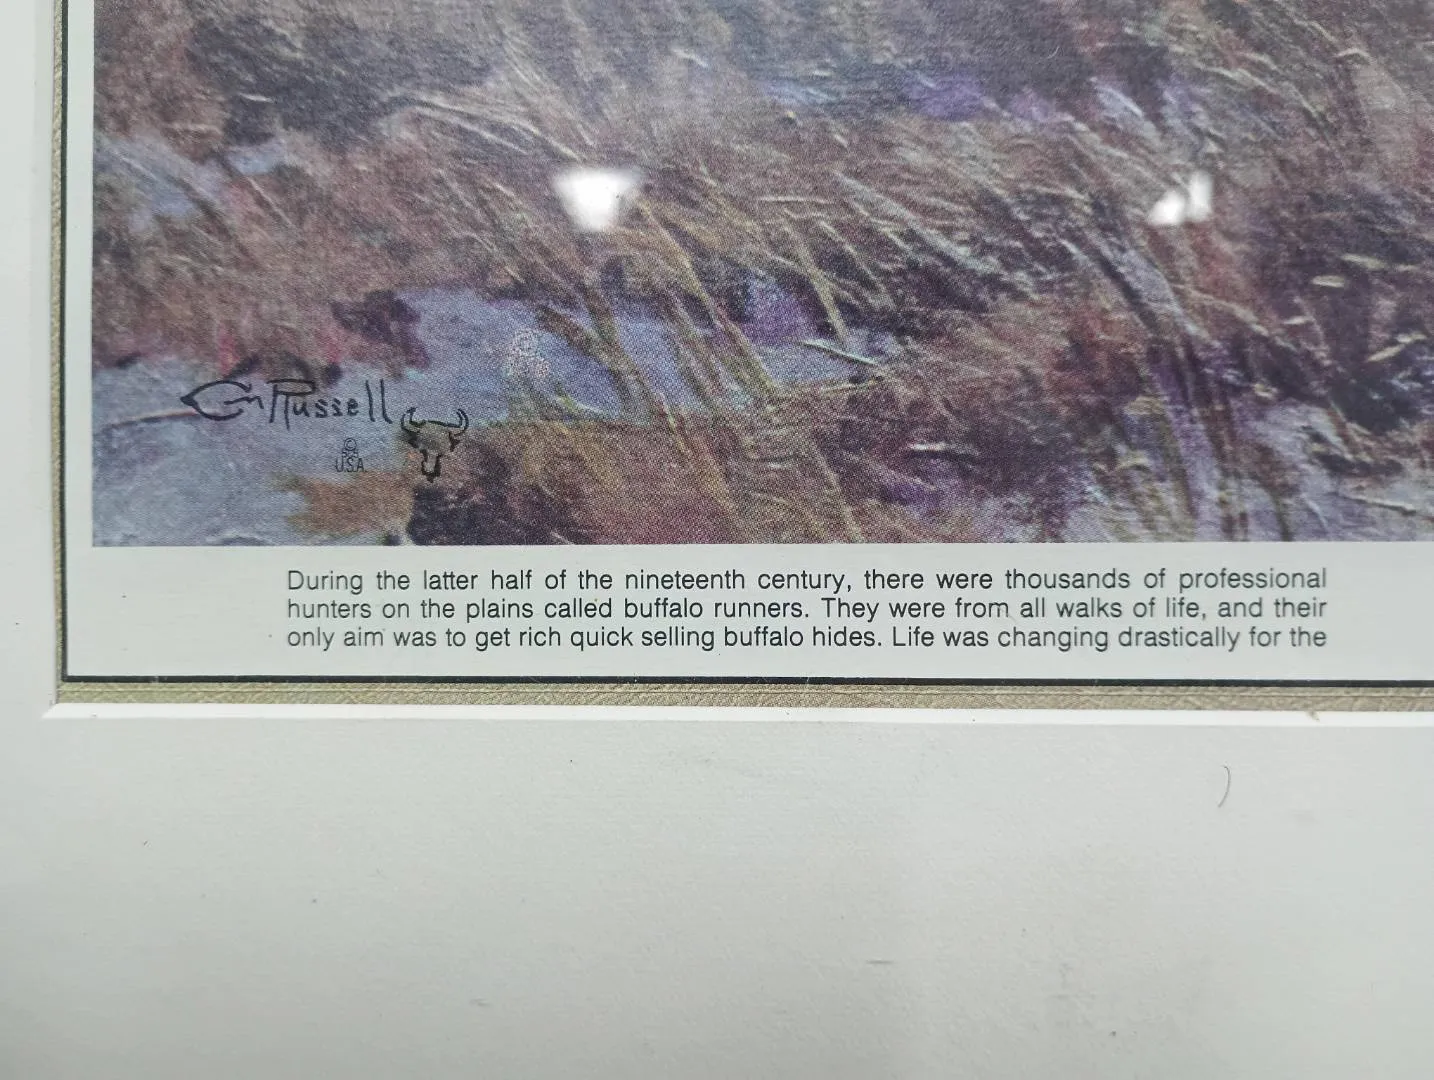 CM Russell
©
USA
During the latter half of the nineteenth century, there were thousands of professional
hunters on the plains called buffalo runners. They were from all walks of life, and their
only aim was to get rich quick selling buffalo hides. Life was changing drastically for the